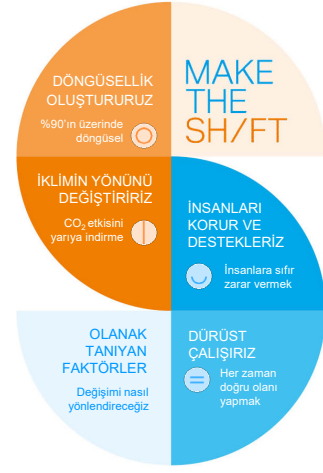 DÖNGÜSELLİK
OLUŞTURURUZ
%90'ın üzerinde
döngüsel
MAKE
THE
SH/FT
İKLİMİN YÖNÜNÜ
DEĞİŞTİRİRİZ
CO₂ etkisini
yarıya indirme
İNSANLARI
KORUR VE
DESTEKLERİZ
İnsanlara sıfır
zarar vermek
OLANAK
TANIYAN
FAKTÖRLER
Değişimi nasıl
yönlendireceğiz
DÜRÜST
ÇALIŞIRIZ
Her zaman
doğru olanı
yapmak